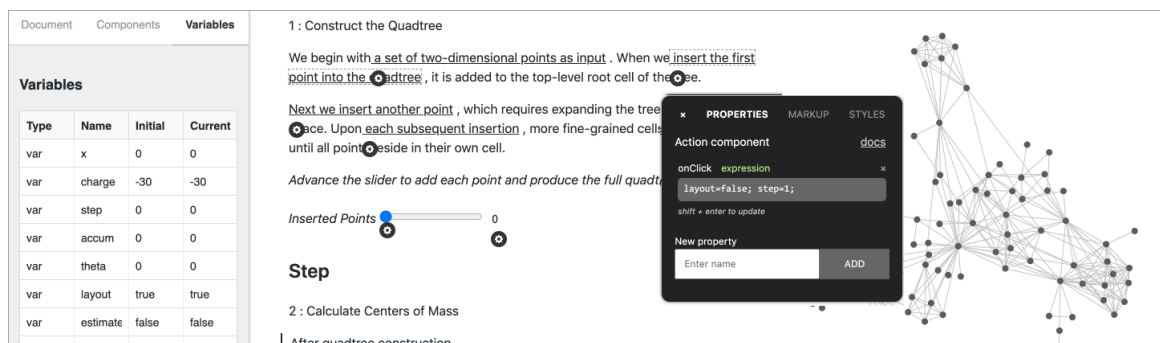 Document Components Variables
Variables
Type Name Initial Current
var x 0 0
var charge -30 -30
var step 0 0
var accum 0 0
var theta 0 0
var layout true true
var estimate false false
1 : Construct the Quadtree
We begin with a set of two-dimensional points as input . When we insert the first
point into the adtree , it is added to the top-level root cell of the ee.
Next we insert another point , which requires expanding the tree
ace. Upon each subsequent insertion , more fine-grained cells
until all point eside in their own cell.
Advance the slider to add each point and produce the full quadt
Inserted Points 0
Step
2 : Calculate Centers of Mass
After quadtree construction
× PROPERTIES MARKUP STYLES
Action component docs
onClick expression ×
layout=false; step=1;
shift + enter to update
New property
Enter name ADD